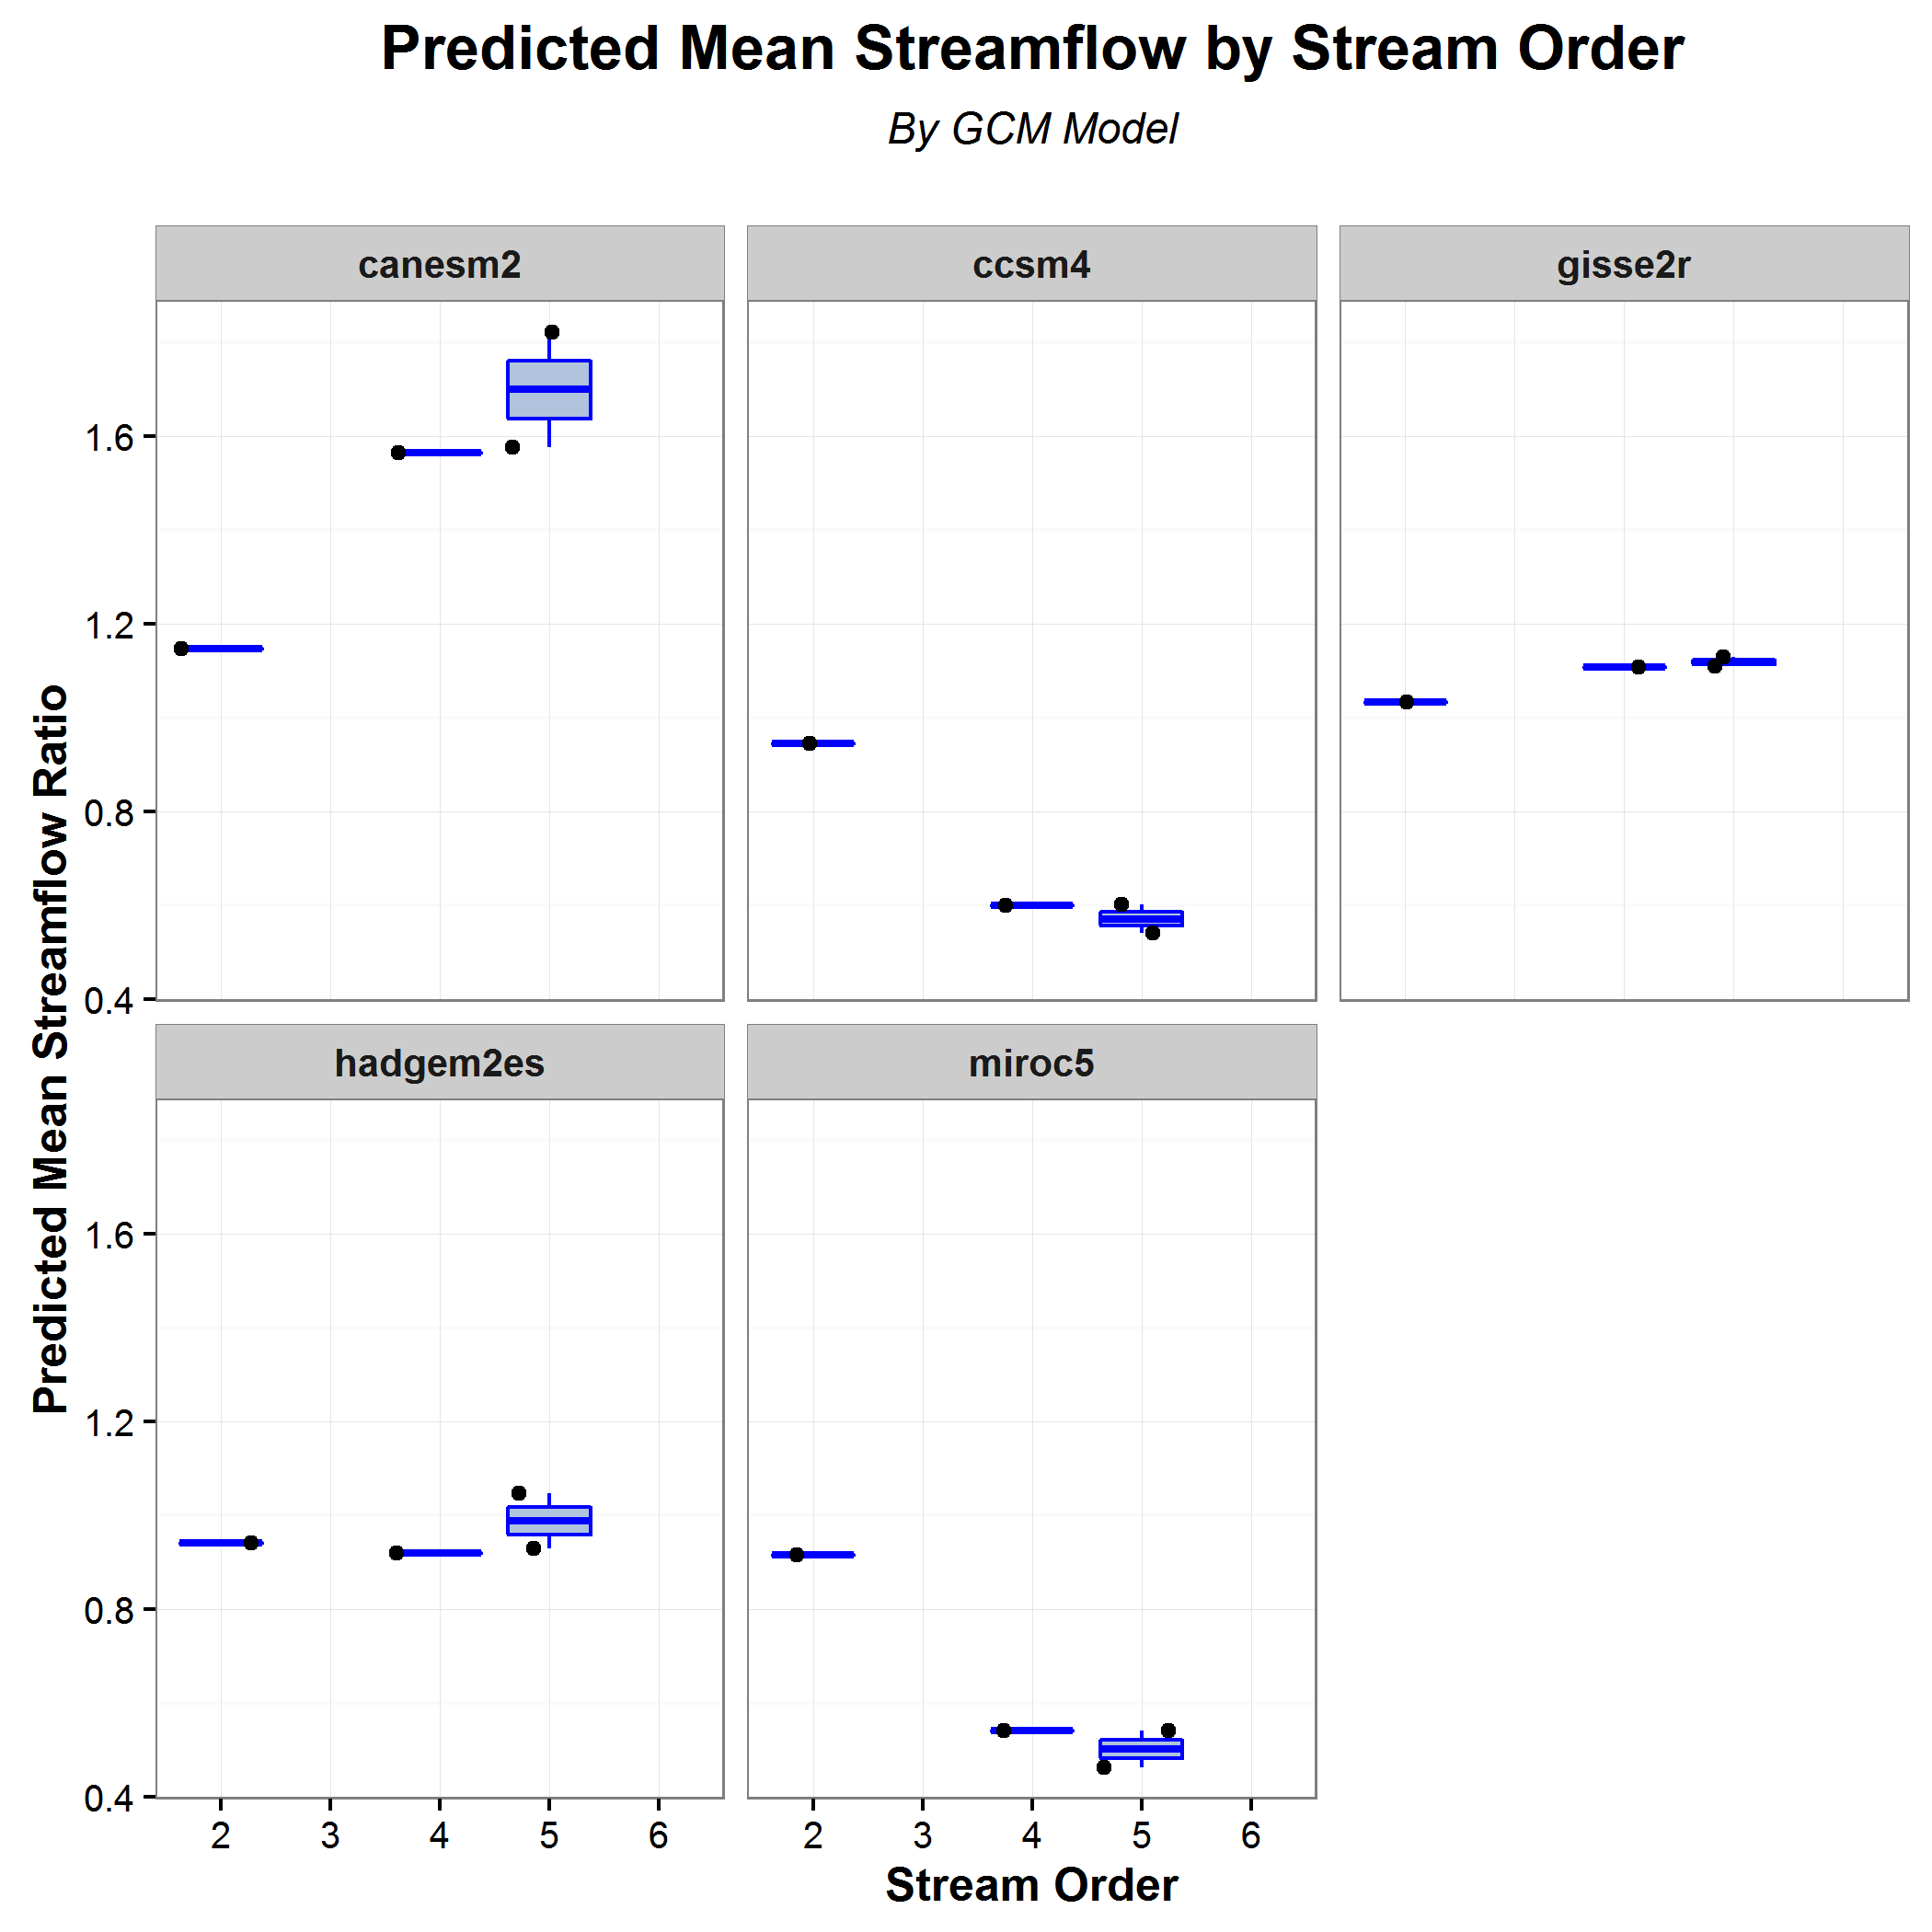 Predicted Mean Streamflow by Stream Order
By GCM Model
canesm2
ccsm4
gisse2r
1.6
1.2
0.8
0.4
Predicted Mean Streamflow Ratio
hadgem2es
miroc5
1.6
1.2
0.8
0.4
2 3 4 5 6
2 3 4 5 6
Stream Order